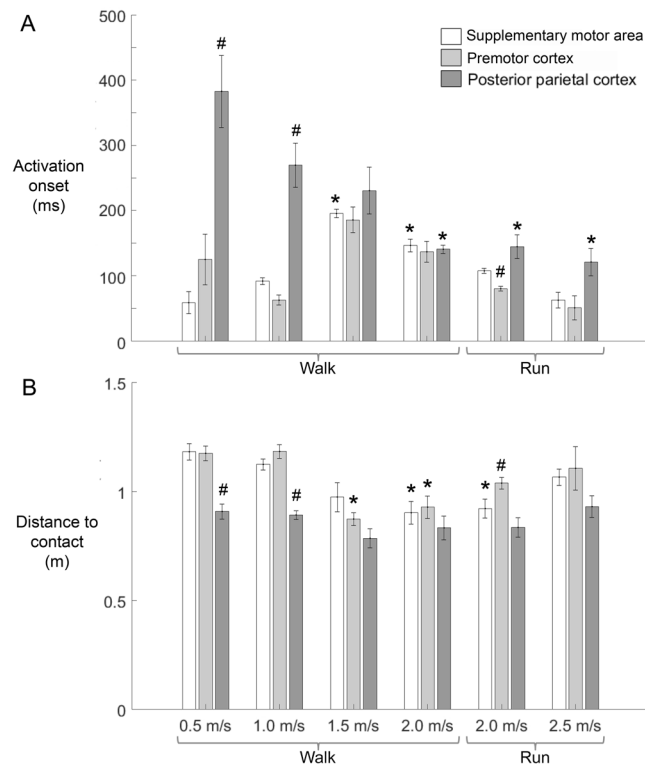 A
500
400
300
200
100
0
Activation
onset
(ms)
Supplementary motor area
Premotor cortex
Posterior parietal cortex
#
#
*
* *
# *
*
Walk
Run
B
1.5
1
0.5
0
Distance to
contact
(m)
#
#
*
* *
* #
0.5 m/s 1.0 m/s 1.5 m/s 2.0 m/s 2.0 m/s 2.5 m/s
Walk
Run